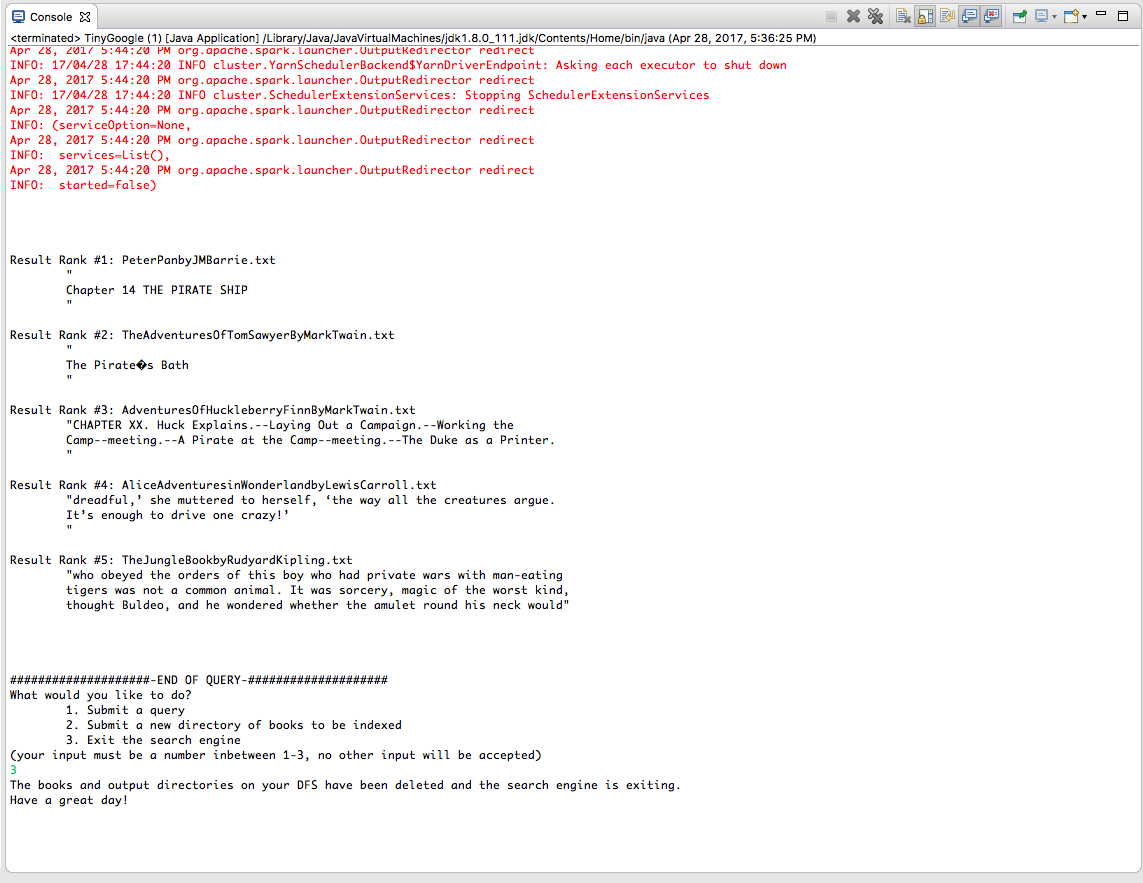 Console
<terminated> TinyGoogle (1) [Java Application] /Library/Java/JavaVirtualMachines/jdk1.8.0_111.jdk/Contents/Home/bin/java (Apr 28, 2017, 5:36:25 PM)
Apr 28, 2017 5:44:20 PM org.apache.spark.launcher.OutputRedirector redirect
INFO: 17/04/28 17:44:20 INFO cluster.YarnSchedulerBackend$YarnDriverEndpoint: Asking each executor to shut down
Apr 28, 2017 5:44:20 PM org.apache.spark.launcher.OutputRedirector redirect
INFO: 17/04/28 17:44:20 INFO cluster.SchedulerExtensionServices: Stopping SchedulerExtensionServices
Apr 28, 2017 5:44:20 PM org.apache.spark.launcher.OutputRedirector redirect
INFO: (serviceOption=None,
Apr 28, 2017 5:44:20 PM org.apache.spark.launcher.OutputRedirector redirect
INFO:  services=List(),
Apr 28, 2017 5:44:20 PM org.apache.spark.launcher.OutputRedirector redirect
INFO:  started=false)
Result Rank #1: PeterPanbyJMBarrie.txt
"
Chapter 14 THE PIRATE SHIP
"
Result Rank #2: TheAdventuresOfTomSawyerByMarkTwain.txt
"
The Pirate�s Bath
"
Result Rank #3: AdventuresOfHuckleberryFinnByMarkTwain.txt
"CHAPTER XX. Huck Explains.--Laying Out a Campaign.--Working the
Camp--meeting.--A Pirate at the Camp--meeting.--The Duke as a Printer.
"
Result Rank #4: AliceAdventuresinWonderlandbyLewisCarroll.txt
"dreadful,’ she muttered to herself, ‘the way all the creatures argue.
It’s enough to drive one crazy!’
"
Result Rank #5: TheJungleBookbyRudyardKipling.txt
"who obeyed the orders of this boy who had private wars with man-eating
tigers was not a common animal. It was sorcery, magic of the worst kind,
thought Buldeo, and he wondered whether the amulet round his neck would"
####################-END OF QUERY-####################
What would you like to do?
1. Submit a query
2. Submit a new directory of books to be indexed
3. Exit the search engine
(your input must be a number inbetween 1-3, no other input will be accepted)
3
The books and output directories on your DFS have been deleted and the search engine is exiting.
Have a great day!